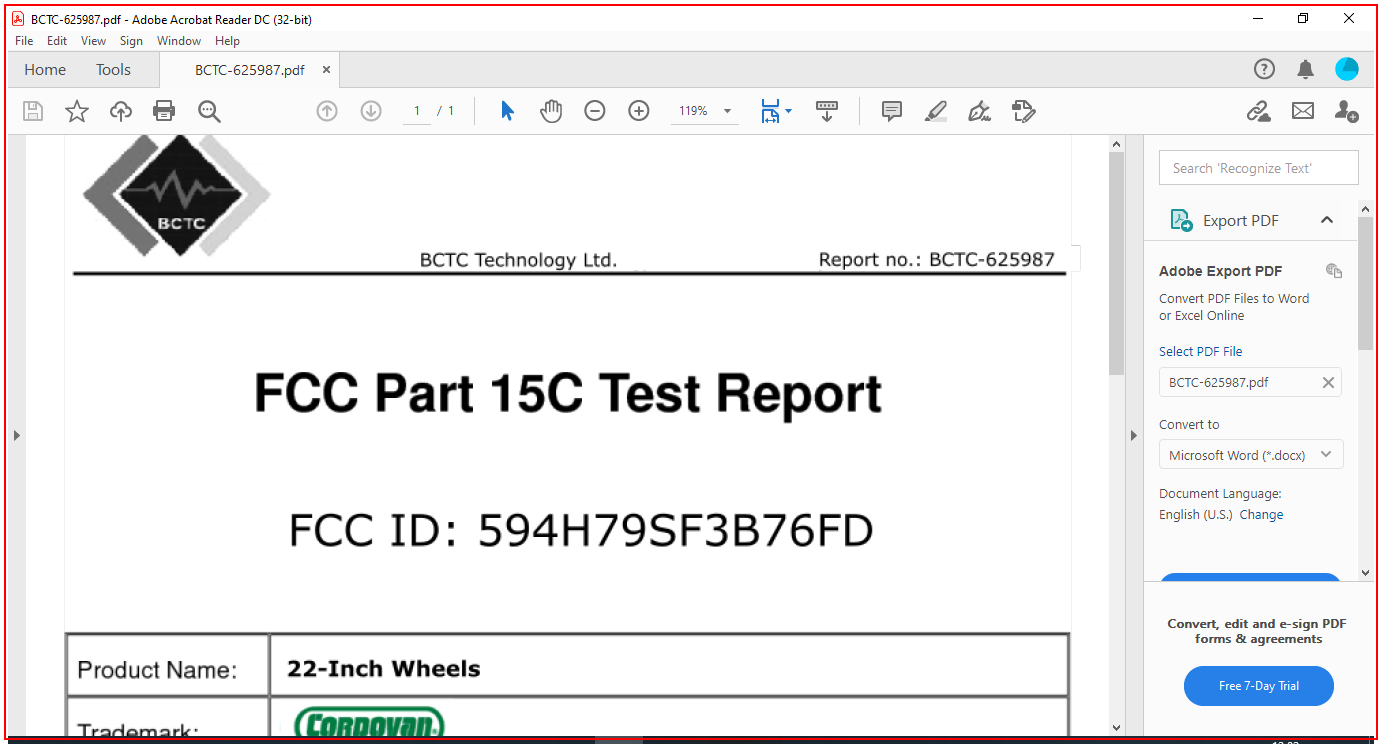 BCTC-625987.pdf - Adobe Acrobat Reader DC (32-bit)
File Edit View Sign Window Help
Home Tools BCTC-625987.pdf ×
1 / 1 119%
Search 'Recognize Text'
BCTC
Export PDF
BCTC Technology Ltd. Report no.: BCTC-625987
Adobe Export PDF
Convert PDF Files to Word
or Excel Online
Select PDF File
BCTC-625987.pdf
FCC Part 15C Test Report
Convert to
Microsoft Word (*.docx)
Document Language:
English (U.S.) Change
FCC ID: 594H79SF3B76FD
Convert, edit and e-sign PDF
forms & agreements
Free 7-Day Trial
Product Name: 22-Inch Wheels
Trademark: CORDOVAN